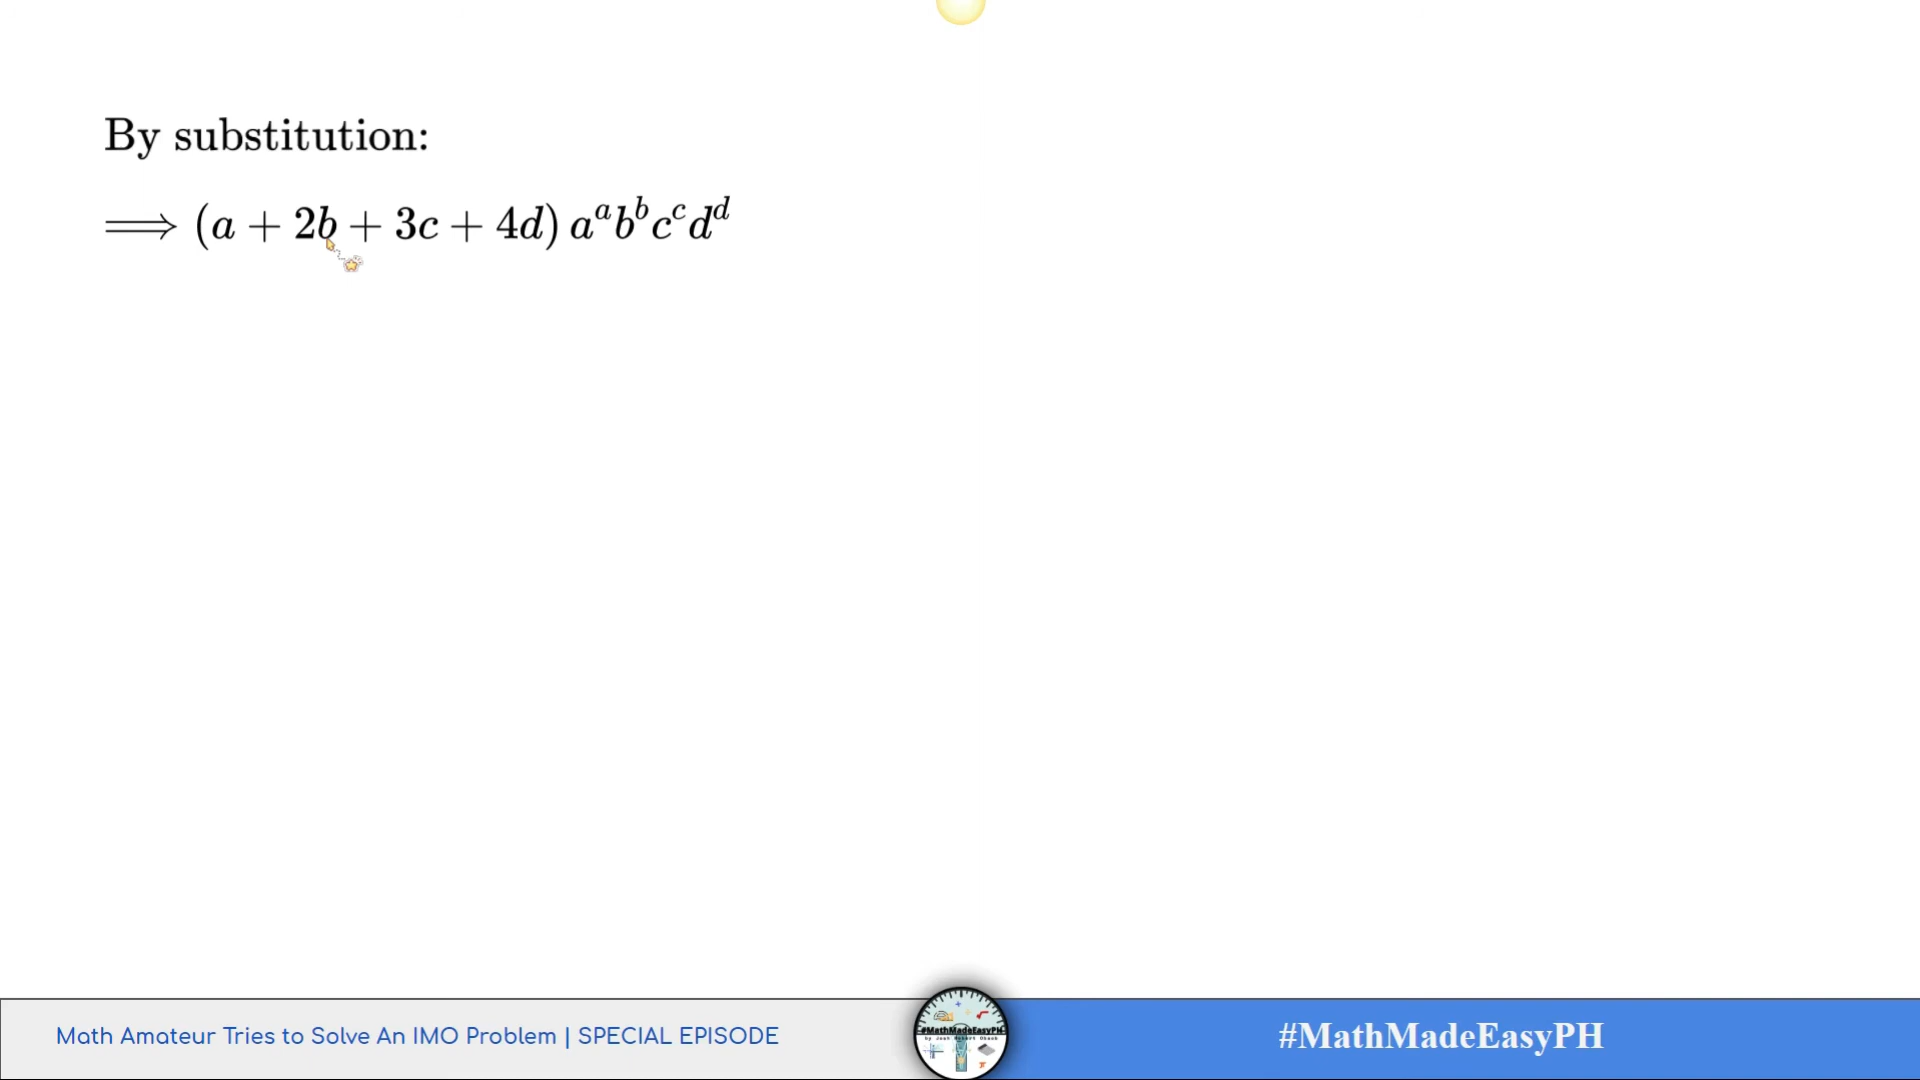 By substitution:
⟹ (a + 2b + 3c + 4d) a^a b^b c^c d^d
Math Amateur Tries to Solve An IMO Problem | SPECIAL EPISODE
#MathMadeEasyPH
#MathMadeEasyPH